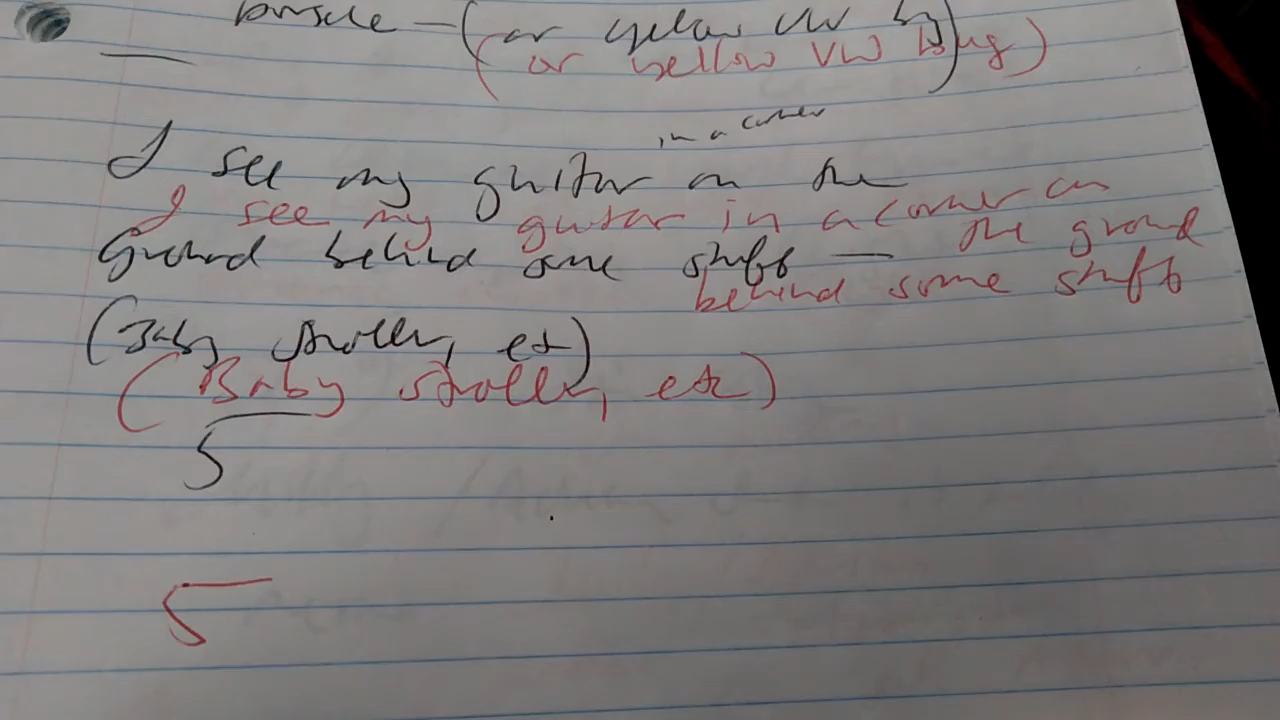 (or yellow VW bug)
(or yellow VW bug)
in a corner
I see my guitar on the
I see my guitar in a corner on
the ground
ground behind some stuff —
behind some stuff
(Baby stroller, etc)
(Baby stroller, etc)
5
5